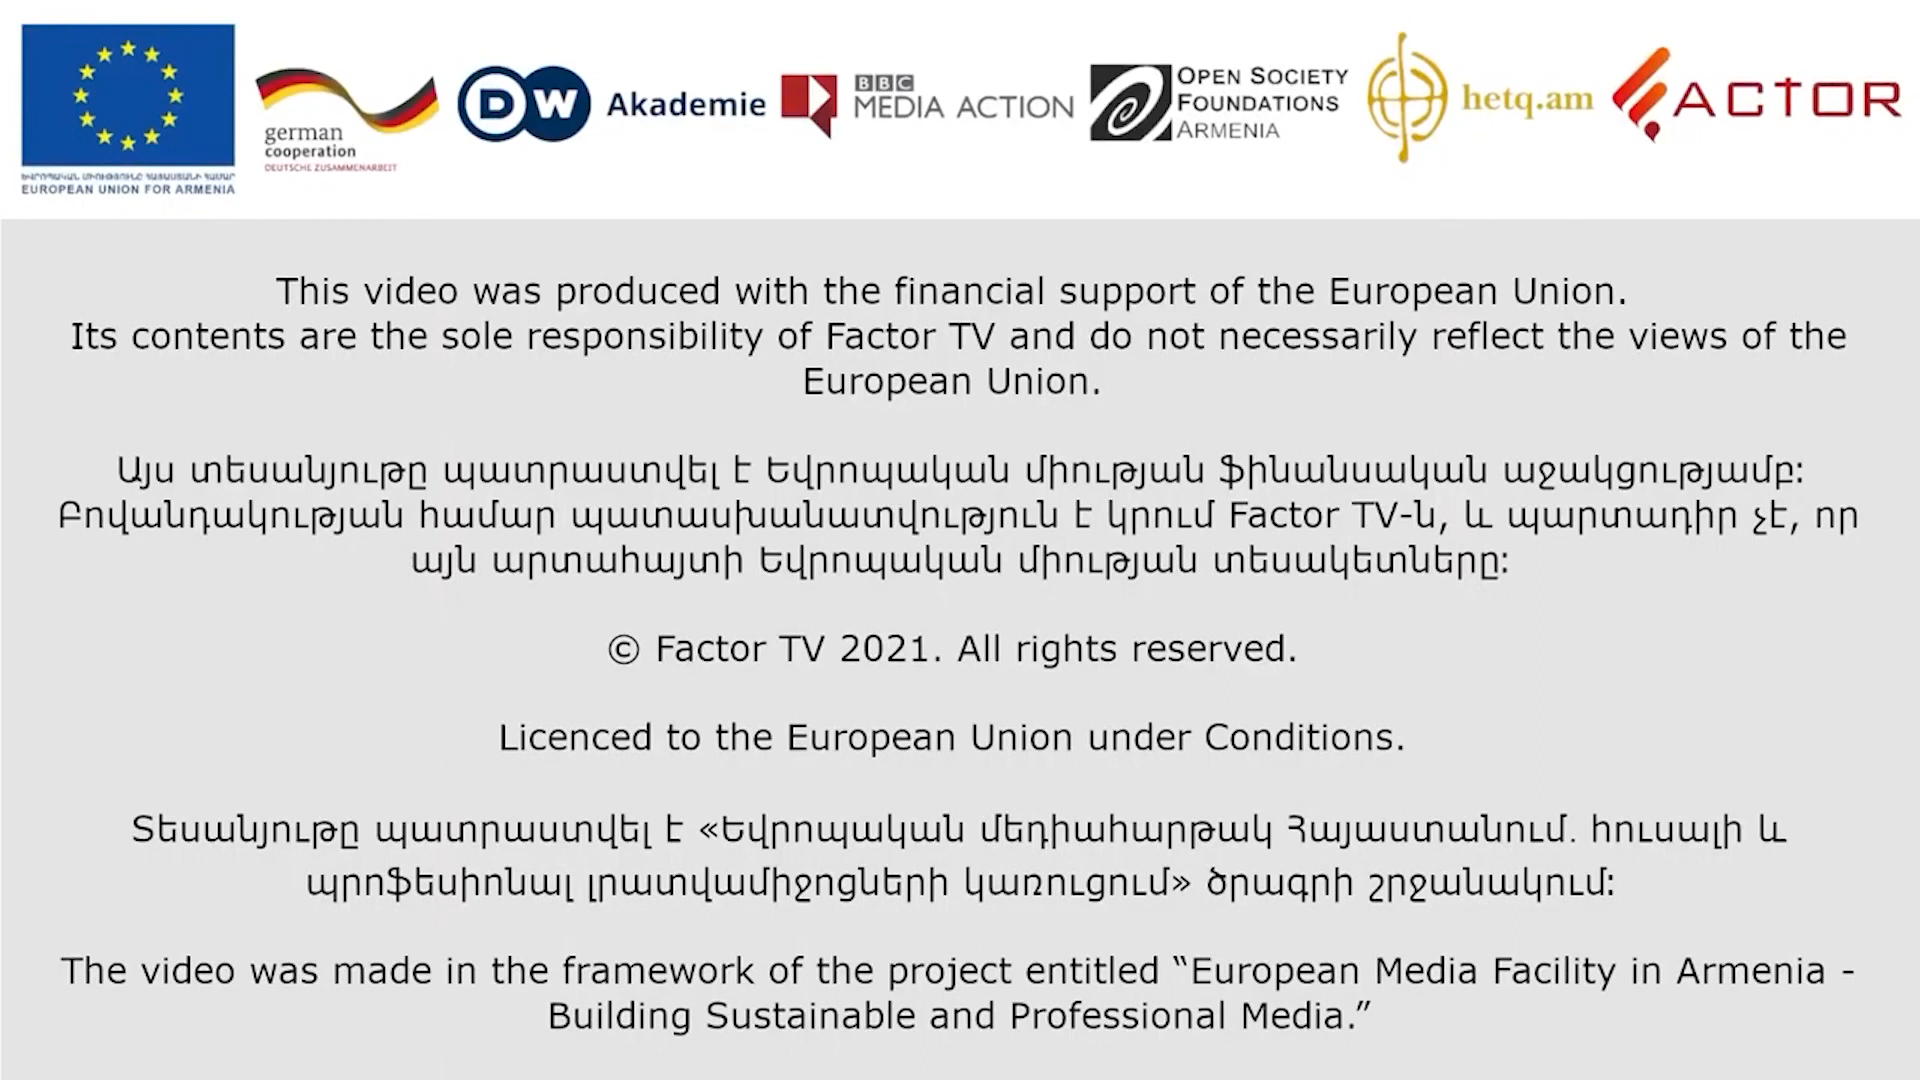 ԵՎՐՈՊԱԿԱՆ ՄԻՈՒԹՅՈՒՆԸ ՀԱՅԱՍՏԱՆԻ ՀԱՄԱՐ
EUROPEAN UNION FOR ARMENIA
german
cooperation
DEUTSCHE ZUSAMMENARBEIT
DW Akademie
BBC
MEDIA ACTION
OPEN SOCIETY
FOUNDATIONS
ARMENIA
hetq.am
FACTOR
This video was produced with the financial support of the European Union.
Its contents are the sole responsibility of Factor TV and do not necessarily reflect the views of the
European Union.
Այս տեսանյութը պատրաստվել է Եվրոպական միության ֆինանսական աջակցությամբ:
Բովանդակության համար պատասխանատվություն է կրում Factor TV-ն, և պարտադիր չէ, որ
այն արտահայտի Եվրոպական միության տեսակետները:
© Factor TV 2021. All rights reserved.
Licenced to the European Union under Conditions.
Տեսանյութը պատրաստվել է «Եվրոպական մեդիահարթակ Հայաստանում. հուսալի և
պրոֆեսիոնալ լրատվամիջոցների կառուցում» ծրագրի շրջանակում:
The video was made in the framework of the project entitled “European Media Facility in Armenia -
Building Sustainable and Professional Media.”